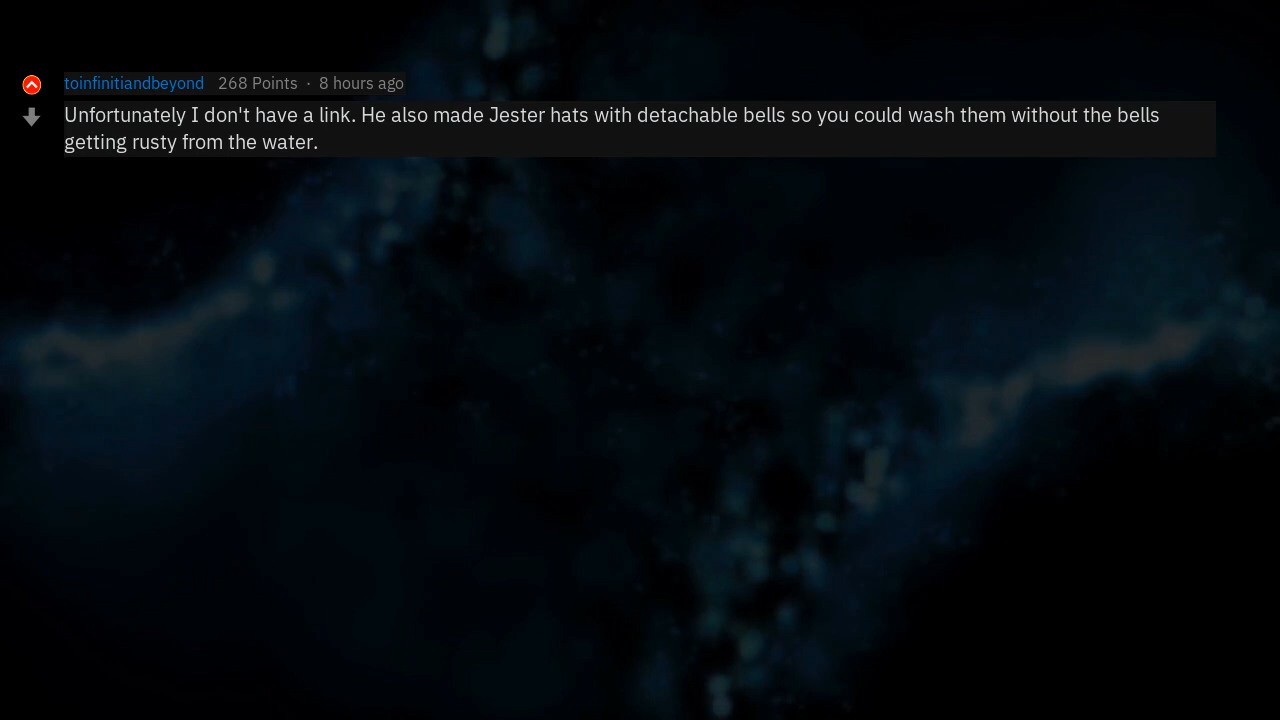 toinfinitiandbeyond 268 Points · 8 hours ago
Unfortunately I don't have a link. He also made Jester hats with detachable bells so you could wash them without the bells
getting rusty from the water.